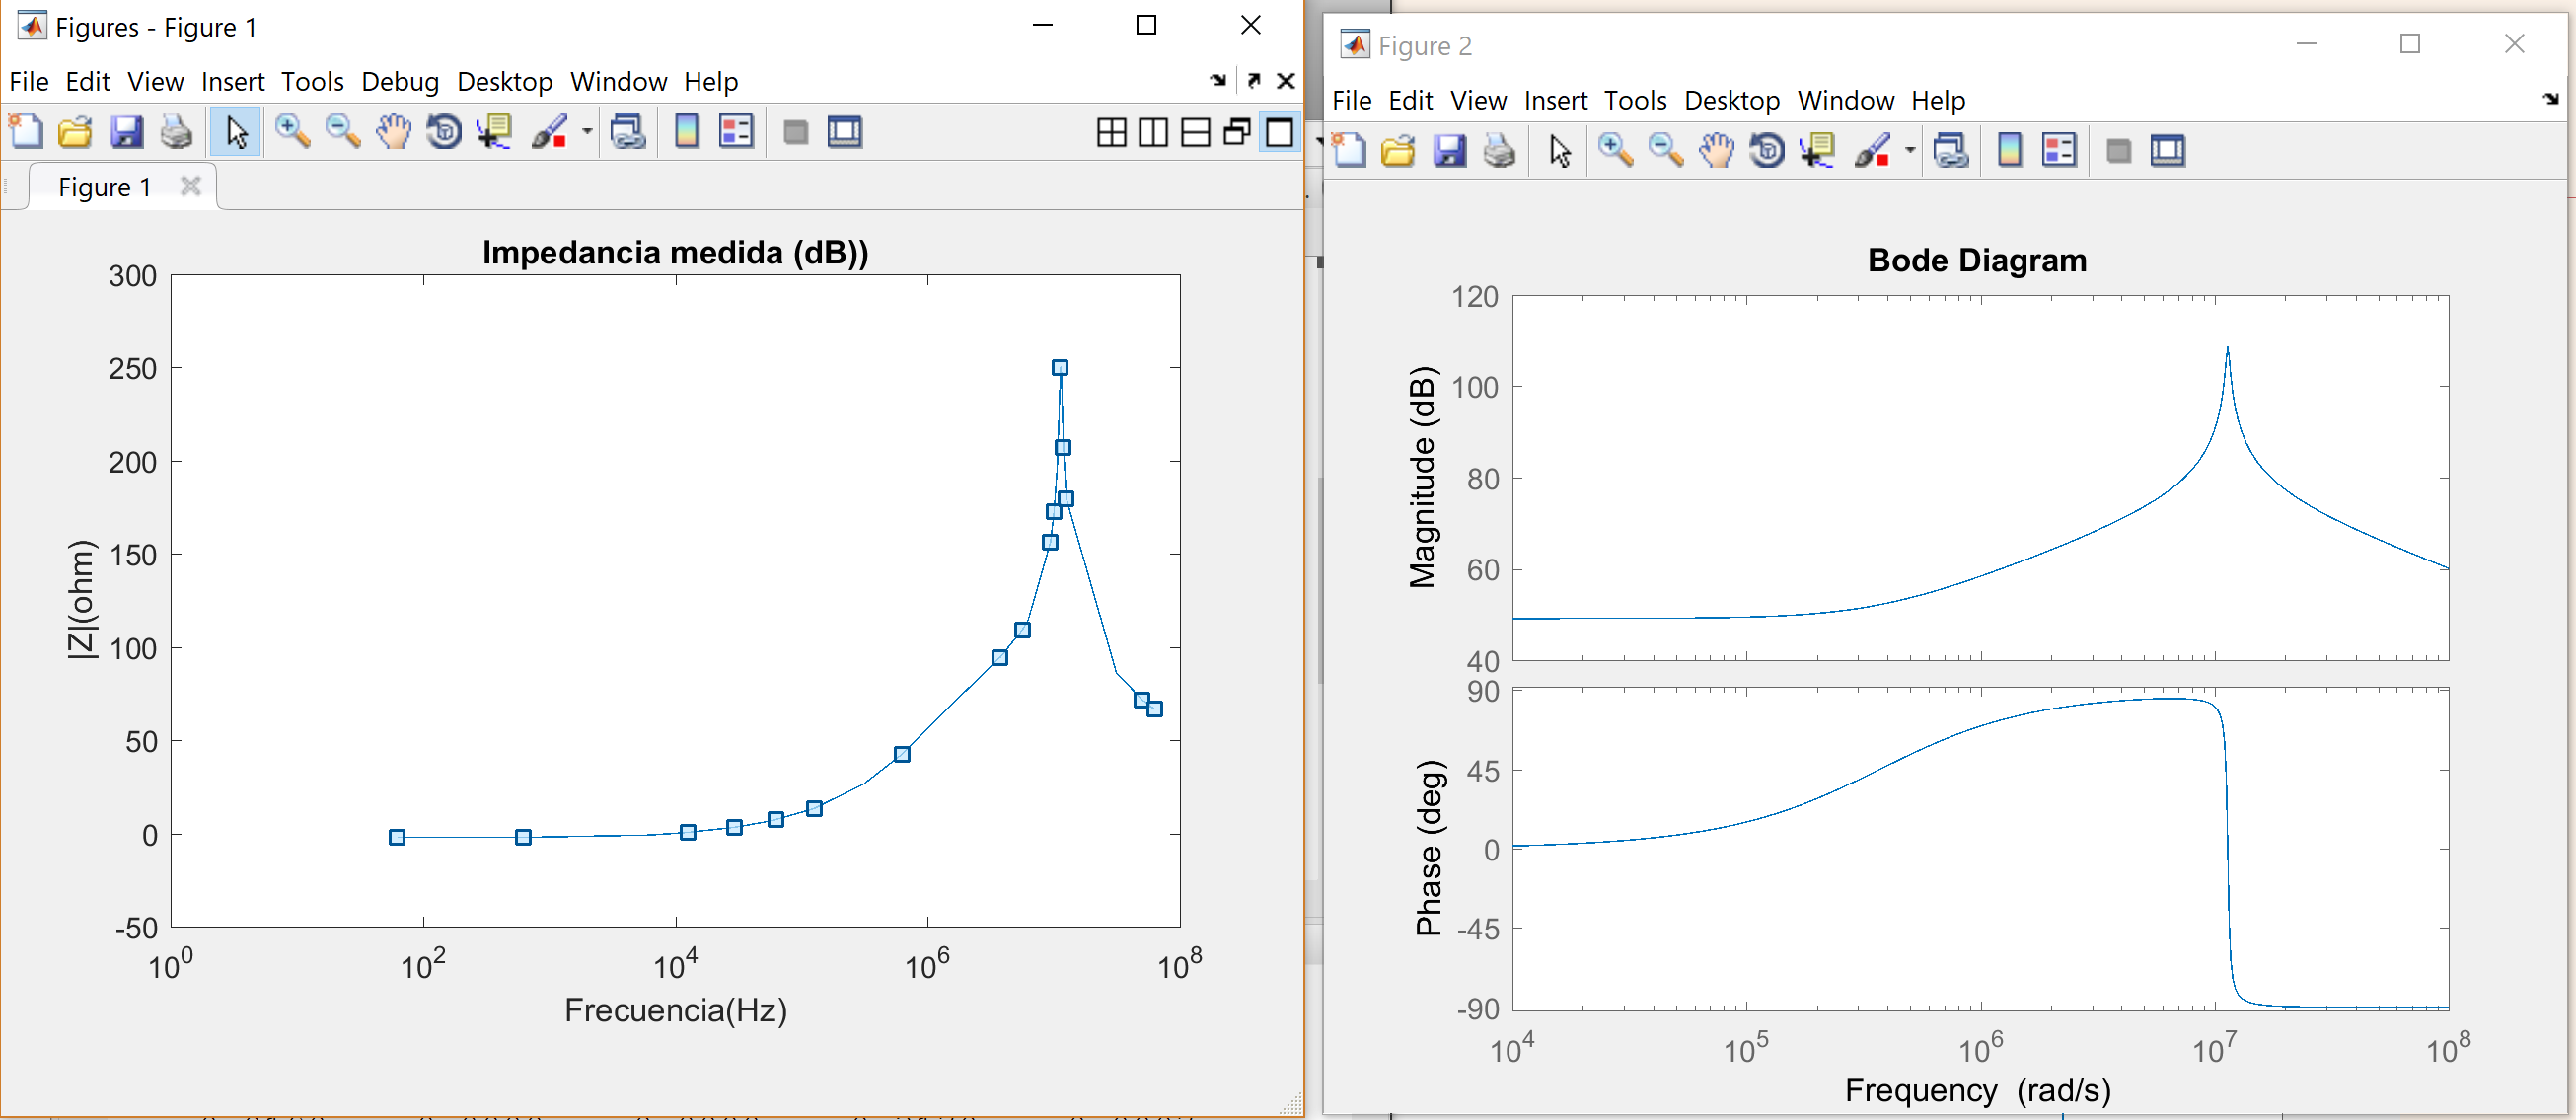 Figures - Figure 1
File Edit View Insert Tools Debug Desktop Window Help
Figure 1
Impedancia medida (dB))
300
250
200
150
100
50
0
-50
|Z|(ohm)
10^0 10^2 10^4 10^6 10^8
Frecuencia(Hz)
Figure 2
File Edit View Insert Tools Desktop Window Help
Bode Diagram
120
100
80
60
40
Magnitude (dB)
90
45
0
-45
-90
Phase (deg)
10^4 10^5 10^6 10^7 10^8
Frequency (rad/s)